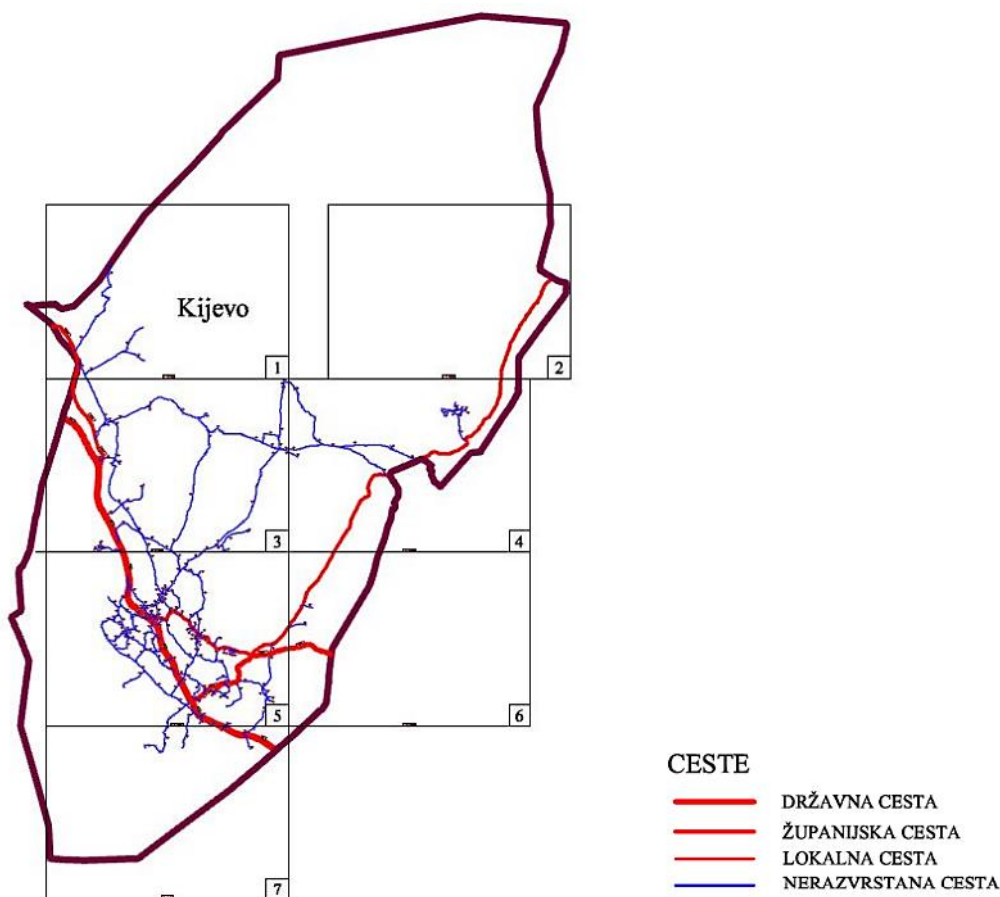 Kijevo
1
2
3
4
5
6
7
CESTE
DRŽAVNA CESTA
ŽUPANIJSKA CESTA
LOKALNA CESTA
NERAZVRSTANA CESTA